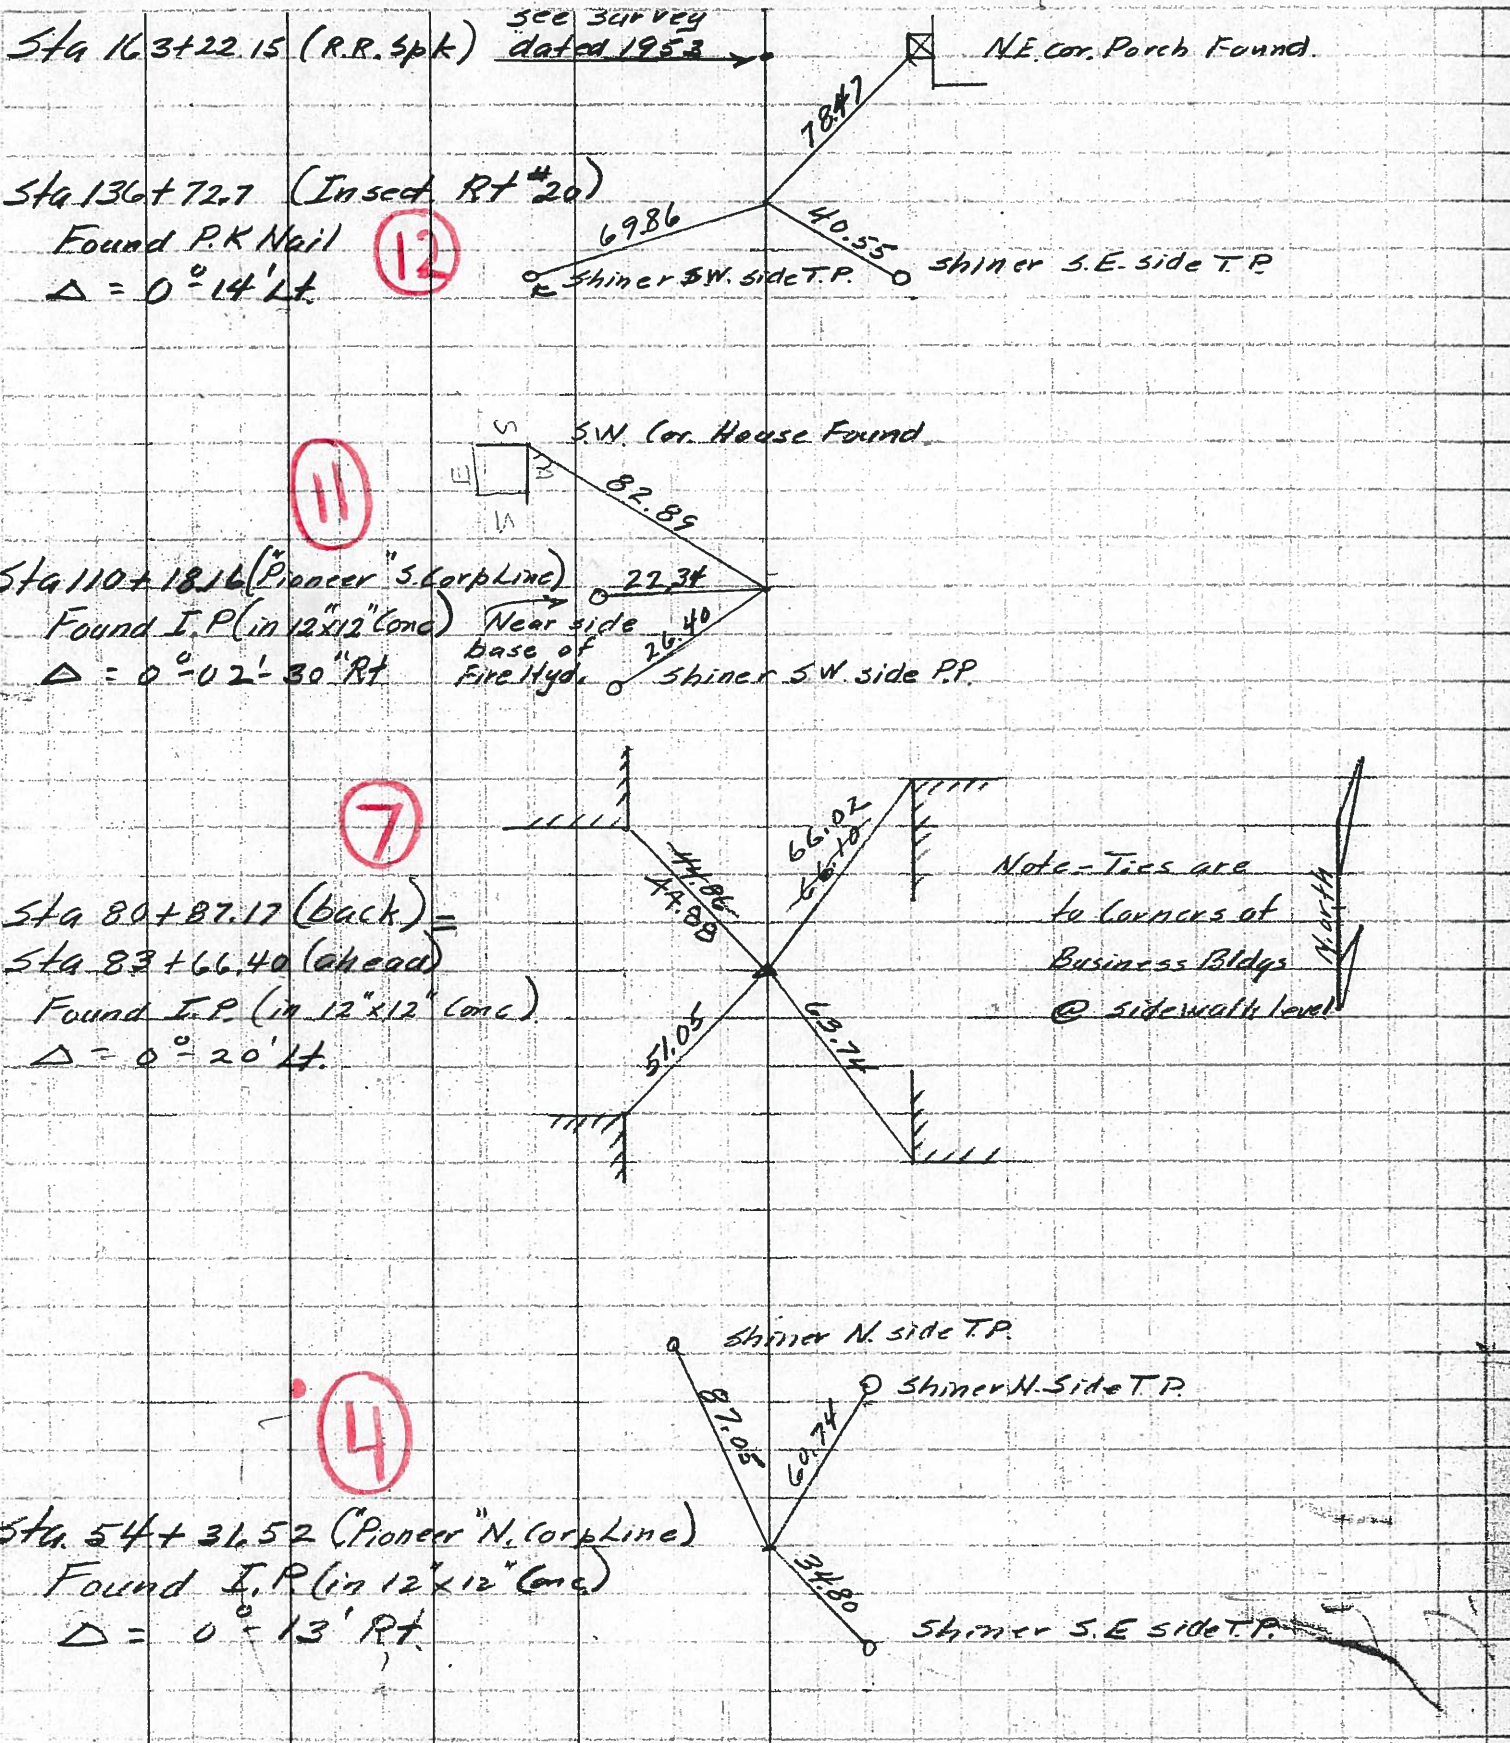 see survey
Sta 163+22.15 (R.R. Spk) dated 1953
N.E. cor. Porch Found.
78.47
Sta 136+72.7 (Insect. Rt #20)
Found P.K Nail
Δ = 0°-14' Lt.
12
69.86
40.55
Shiner S.W. side T.P.
Shiner S.E. side T.P.
S.W. Cor. House Found.
S
E
W
N
82.89
11
Sta 110+18.16 ("Pioneer" S. Corp Line)
Found I.P (in 12"x12" Conc)
Δ = 0°-02'-30" Rt
22.34
Near side
base of
Fire Hyd.
26.40
Shiner S.W. side P.P.
7
Sta 80+87.17 (back) =
Sta 83+66.40 (ahead)
Found I.P. (in 12"x12" Conc)
Δ = 0°-20' Lt.
44.86
44.88
66.02
66.10
51.05
63.74
Note - Ties are
to Corners of
Business Bldgs
@ sidewalk level
North
4
Shiner N. side T.P.
Shiner N. Side T.P.
87.05
60.74
Sta. 54+31.52 ("Pioneer" N. Corp Line)
Found I.P (in 12"x12" Conc)
Δ = 0°-13' Rt.
34.80
Shiner S.E side T.P.